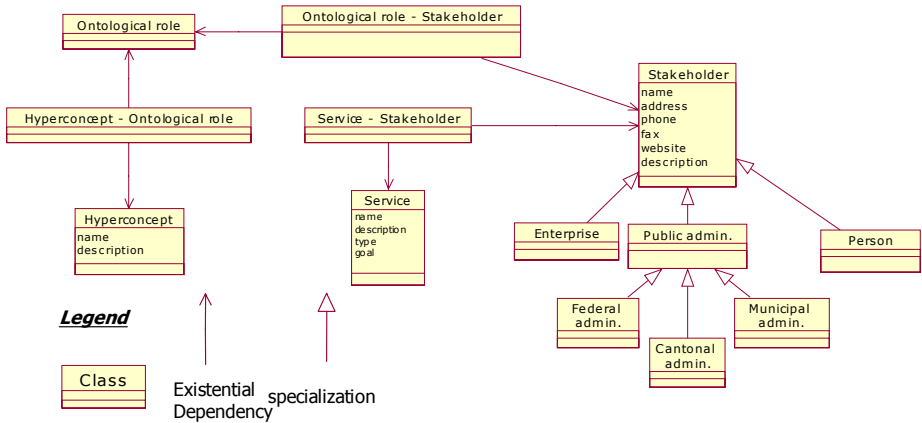 Ontological role
Ontological role - Stakeholder
Hyperconcept - Ontological role
Service - Stakeholder
Stakeholder
name
address
phone
fax
website
description
Hyperconcept
name
description
Service
name
description
type
goal
Enterprise
Public admin.
Person
Federal
admin.
Cantonal
admin.
Municipal
admin.
Legend
Class
Existential
Dependency
specialization